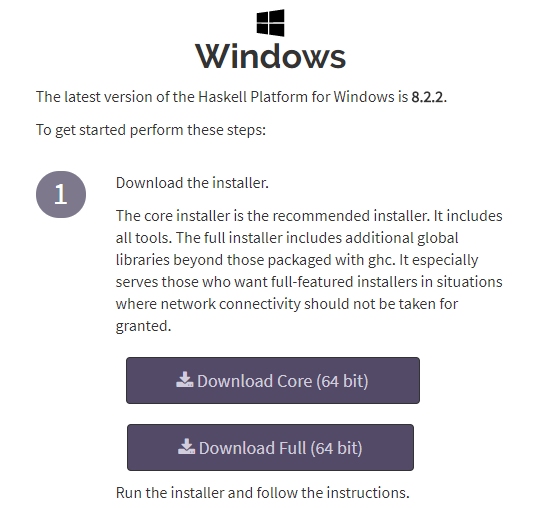 Windows
The latest version of the Haskell Platform for Windows is 8.2.2.
To get started perform these steps:
1
Download the installer.
The core installer is the recommended installer. It includes
all tools. The full installer includes additional global
libraries beyond those packaged with ghc. It especially
serves those who want full-featured installers in situations
where network connectivity should not be taken for
granted.
Download Core (64 bit)
Download Full (64 bit)
Run the installer and follow the instructions.